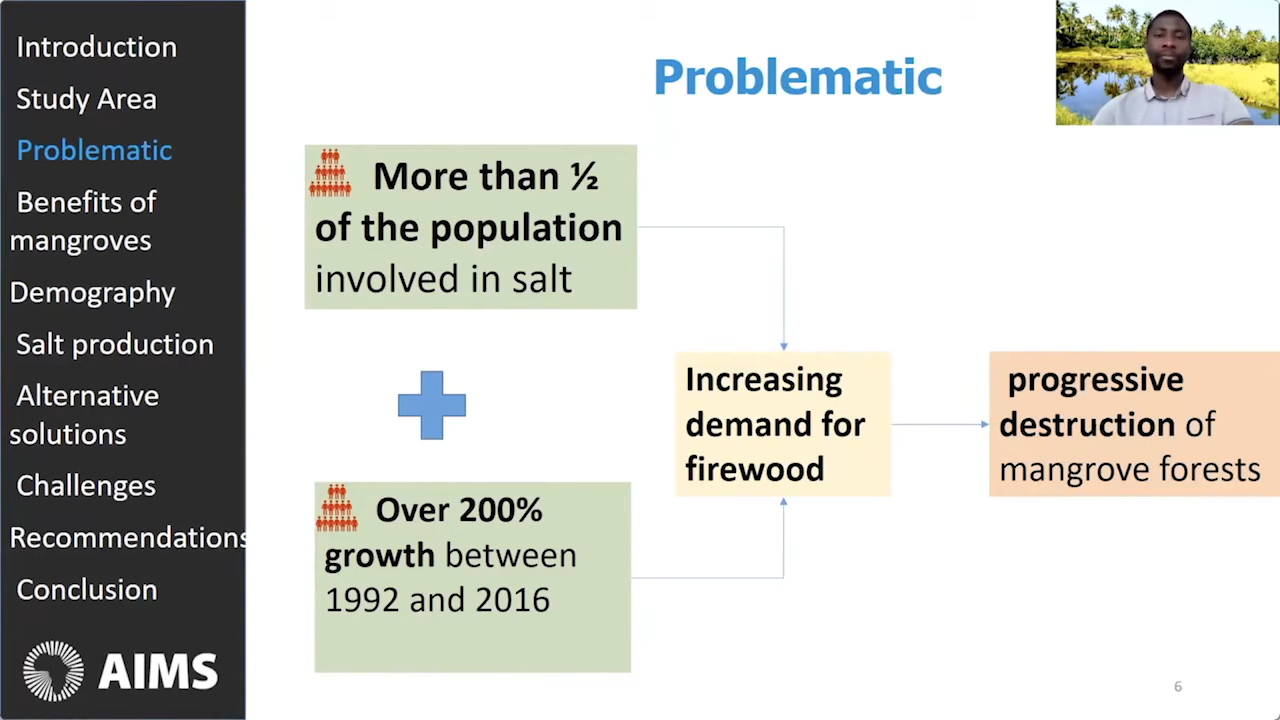 Introduction
Study Area
Problematic
Benefits of
mangroves
Demography
Salt production
Alternative
solutions
Challenges
Recommendations
Conclusion
AIMS
Problematic
More than ½
of the population
involved in salt
Over 200%
growth between
1992 and 2016
Increasing
demand for
firewood
progressive
destruction of
mangrove forests
6